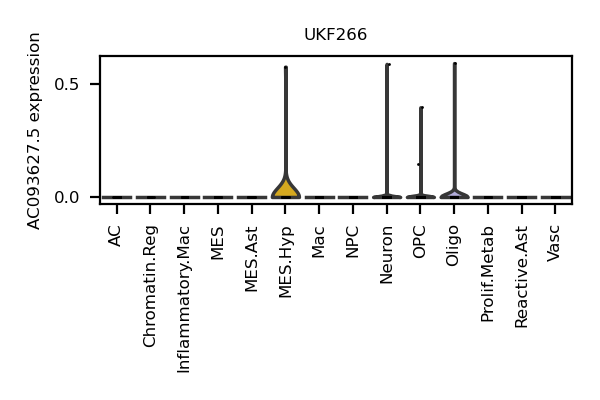 UKF266
AC093627.5 expression
0.5
0.0
AC
Chromatin.Reg
Inflammatory.Mac
MES
MES.Ast
MES.Hyp
Mac
NPC
Neuron
OPC
Oligo
Prolif.Metab
Reactive.Ast
Vasc